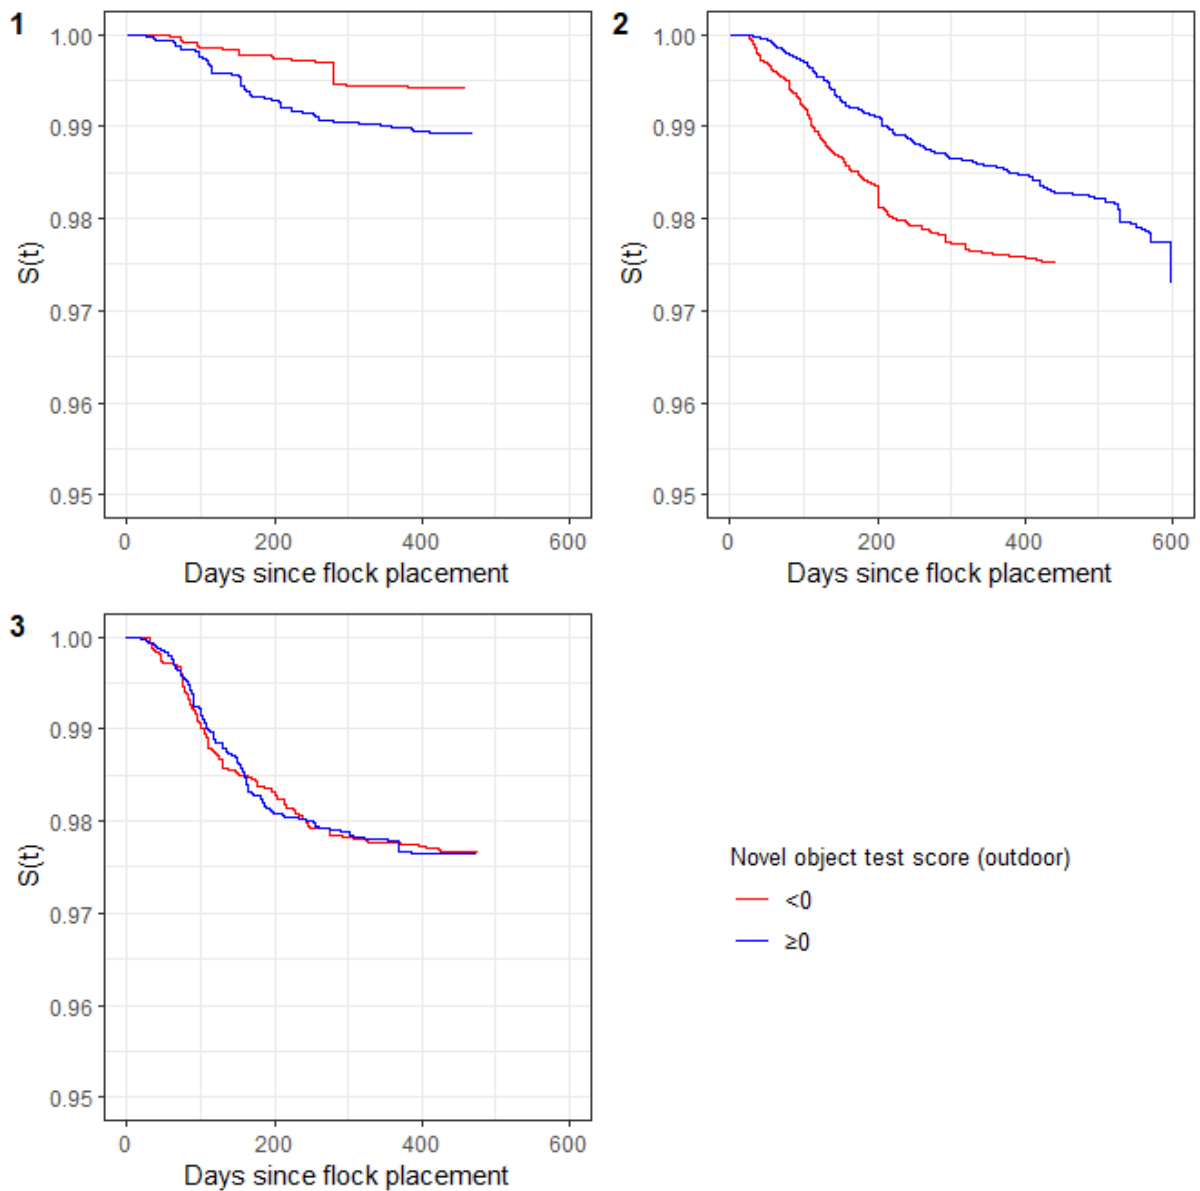 1
1.00
0.99
0.98
0.97
0.96
0.95
S(t)
0 200 400 600
Days since flock placement
2
1.00
0.99
0.98
0.97
0.96
0.95
S(t)
0 200 400 600
Days since flock placement
3
1.00
0.99
0.98
0.97
0.96
0.95
S(t)
0 200 400 600
Days since flock placement
Novel object test score (outdoor)
<0
≥0